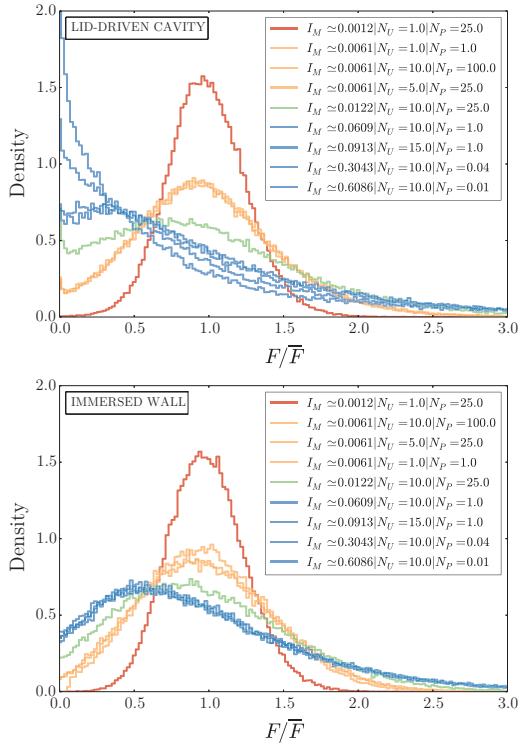 LID-DRIVEN CAVITY
I_M ≃0.0012|N_U =1.0|N_P =25.0
I_M ≃0.0061|N_U =1.0|N_P =1.0
I_M ≃0.0061|N_U =10.0|N_P =100.0
I_M ≃0.0061|N_U =5.0|N_P =25.0
I_M ≃0.0122|N_U =10.0|N_P =25.0
I_M ≃0.0609|N_U =10.0|N_P =1.0
I_M ≃0.0913|N_U =15.0|N_P =1.0
I_M ≃0.3043|N_U =10.0|N_P =0.04
I_M ≃0.6086|N_U =10.0|N_P =0.01
Density
2.0
1.5
1.0
0.5
0.0
0.0 0.5 1.0 1.5 2.0 2.5 3.0
F/F̅
IMMERSED WALL
I_M ≃0.0012|N_U =1.0|N_P =25.0
I_M ≃0.0061|N_U =10.0|N_P =100.0
I_M ≃0.0061|N_U =5.0|N_P =25.0
I_M ≃0.0061|N_U =1.0|N_P =1.0
I_M ≃0.0122|N_U =10.0|N_P =25.0
I_M ≃0.0609|N_U =10.0|N_P =1.0
I_M ≃0.0913|N_U =15.0|N_P =1.0
I_M ≃0.3043|N_U =10.0|N_P =0.04
I_M ≃0.6086|N_U =10.0|N_P =0.01
Density
2.0
1.5
1.0
0.5
0.0
0.0 0.5 1.0 1.5 2.0 2.5 3.0
F/F̅